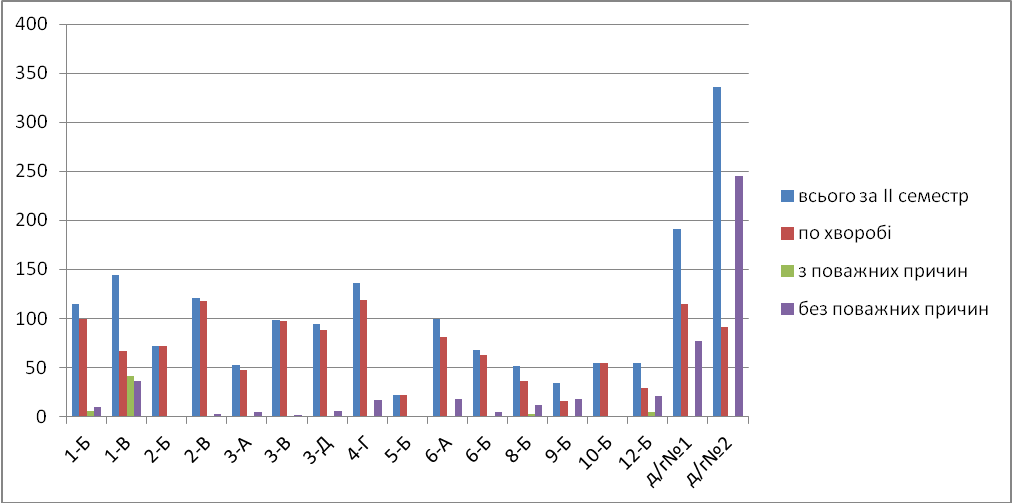 400
350
300
250
200
150
100
50
0
1-Б 1-В 2-Б 2-В 3-А 3-В 3-Д 4-Г 5-Б 6-А 6-Б 8-Б 9-Б 10-Б 12-Б д/г№1 д/г№2
всього за ІІ семестр
по хворобі
з поважних причин
без поважних причин